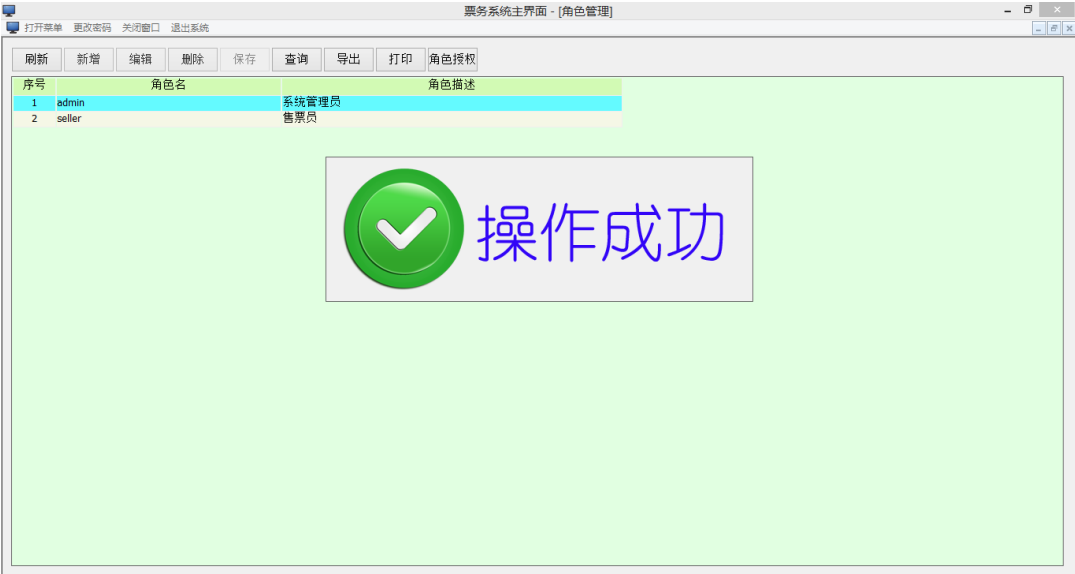 票务系统主界面 - [角色管理]
打开菜单 更改密码 关闭窗口 退出系统
刷新 新增 编辑 删除 保存 查询 导出 打印 角色授权
序号 角色名 角色描述
1 admin 系统管理员
2 seller 售票员
操作成功